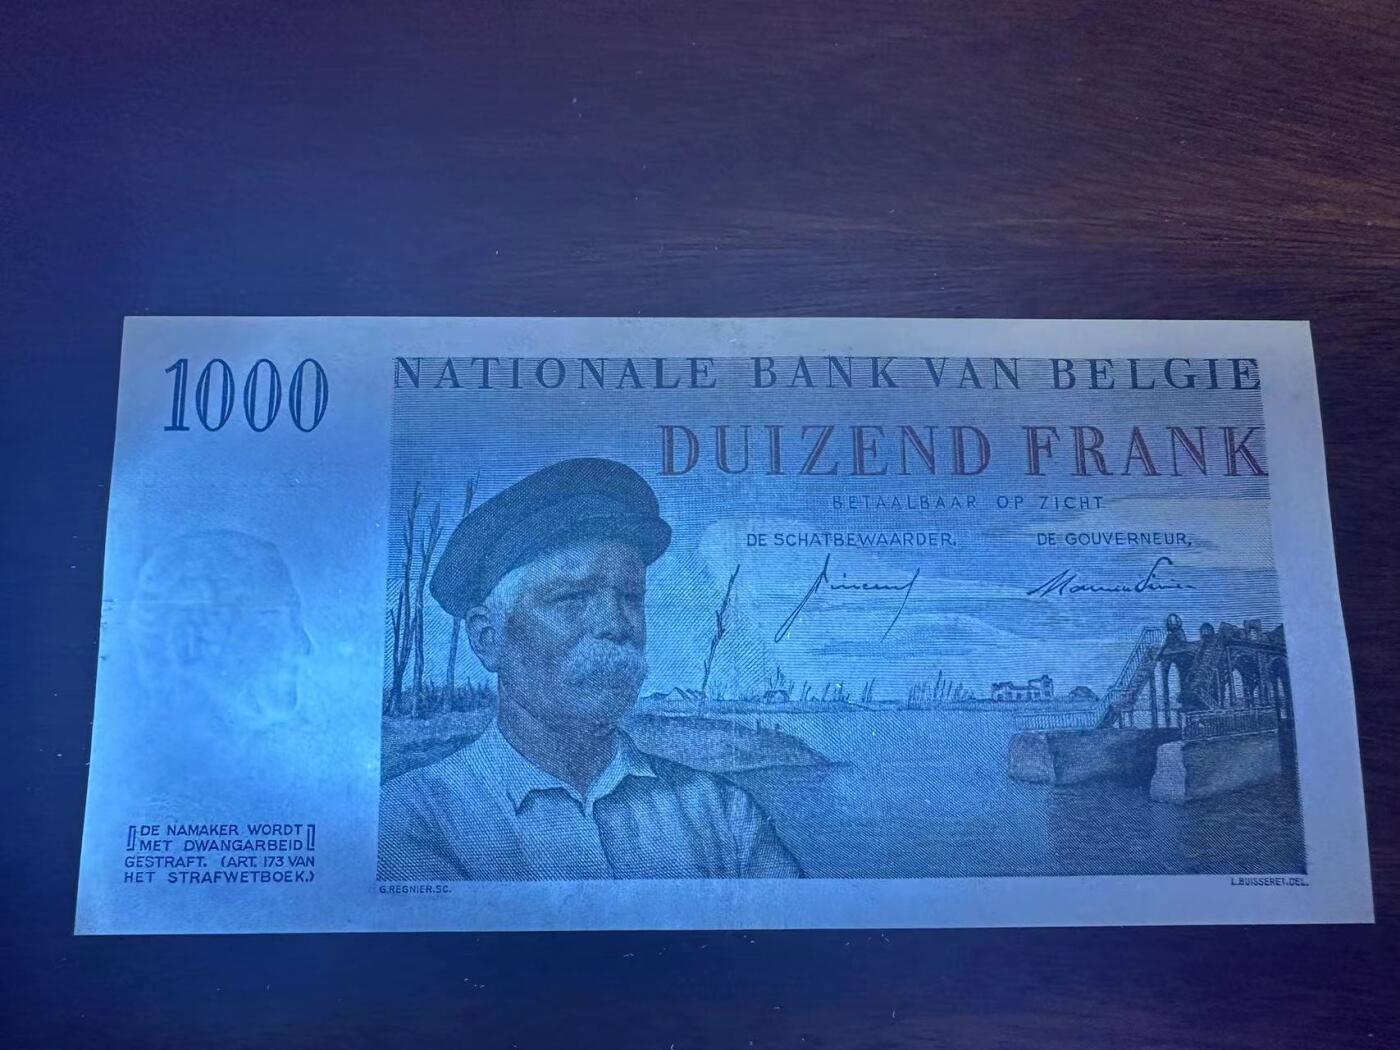 1000
NATIONALE BANK VAN BELGIE
DUIZEND FRANK
BETAALBAAR OP ZICHT
DE SCHATBEWAARDER, DE GOUVERNEUR,
DE NAMAKER WORDT
MET DWANGARBEID
GESTRAFT. (ART. 173 VAN
HET STRAFWETBOEK.)
G.REGNIER.SC.
L.BUISSERET.DEL.